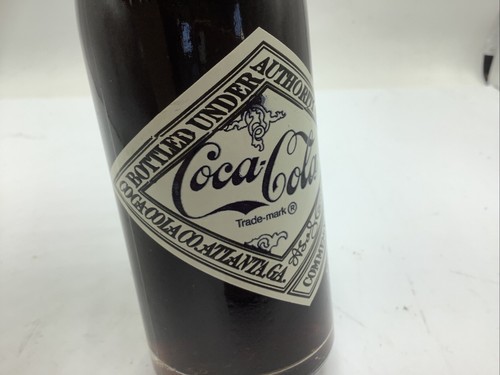 BOTTLED UNDER AUTHORITY
Coca-Cola
Trade-mark ®
COCA COLA CO. ATLANTA, GA.